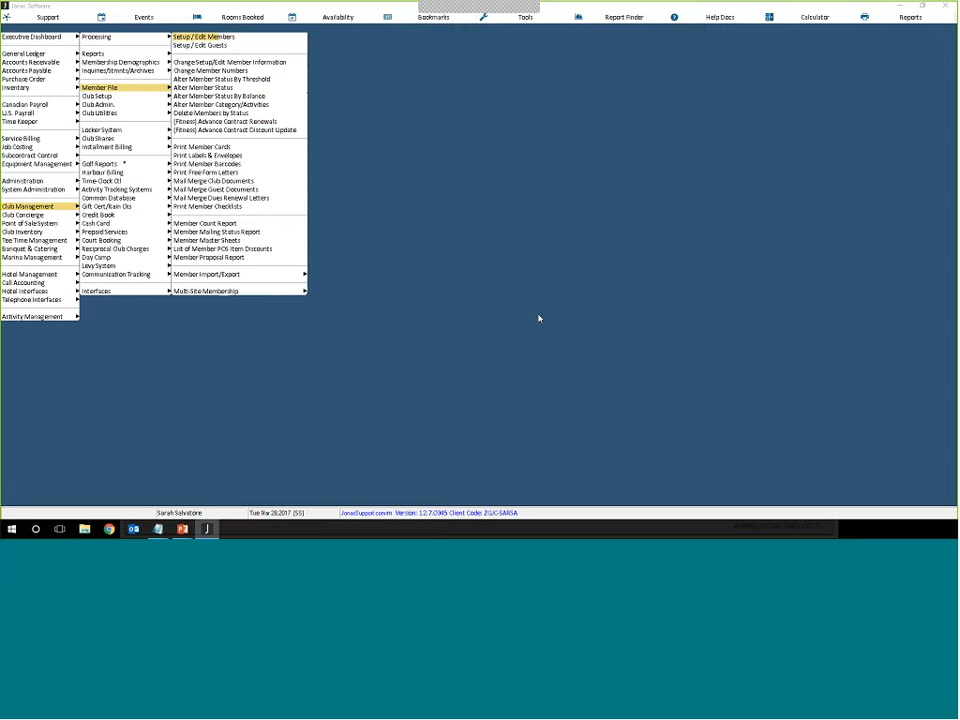 Jonas Software
Support
Events
Rooms Booked
Availability
Bookmarks
Tools
Report Finder
Help Docs
Calculator
Reports
Executive Dashboard
General Ledger
Accounts Receivable
Accounts Payable
Purchase Order
Inventory
Canadian Payroll
U.S. Payroll
Time Keeper
Service Billing
Job Costing
Subcontract Control
Equipment Management
Administration
System Administration
Club Management
Club Concierge
Point of Sale System
Club Inventory
Tee Time Management
Banquet & Catering
Marina Management
Hotel Management
Call Accounting
Hotel Interfaces
Telephone Interfaces
Activity Management
Processing
Reports
Membership Demographics
Inquiries/Stmnts/Archives
Member File
Club Setup
Club Admin.
Club Utilities
Locker System
Club Shares
Installment Billing
Golf Reports *
Harbour Billing
Time-Clock Ctl
Activity Tracking Systems
Common Database
Gift Cert/Rain Cks
Credit Book
Cash Card
Prepaid Services
Court Booking
Reciprocal Club Charges
Day Camp
Levy System
Communication Tracking
Interfaces
Setup / Edit Members
Setup / Edit Guests
Change Setup/Edit Member Information
Change Member Numbers
Alter Member Status By Threshold
Alter Member Status
Alter Member Status By Balance
Alter Member Category/Activities
Delete Members by Status
(Fitness) Advance Contract Renewals
(Fitness) Advance Contract Discount Update
Print Member Cards
Print Labels & Envelopes
Print Member Barcodes
Print Free Form Letters
Mail Merge Club Documents
Mail Merge Guest Documents
Mail Merge Dues Renewal Letters
Print Member Checklists
Member Count Report
Member Mailing Status Report
Member Master Sheets
List of Member POS Item Discounts
Member Proposal Report
Member Import/Export
Multi-Site Membership
Sarah Salvatore
Tue Mar 28,2017 [SS]
JonasSupport.com Version: 12.7.0945 Client Code: ZGJC-SARSA